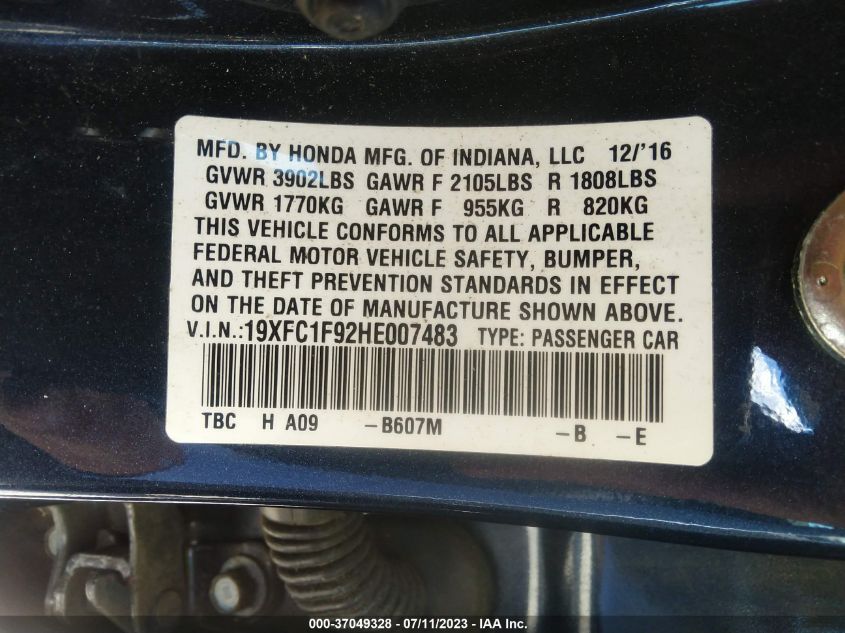 MFD. BY HONDA MFG. OF INDIANA, LLC 12/'16
GVWR 3902LBS GAWR F 2105LBS R 1808LBS
GVWR 1770KG GAWR F 955KG R 820KG
THIS VEHICLE CONFORMS TO ALL APPLICABLE
FEDERAL MOTOR VEHICLE SAFETY, BUMPER,
AND THEFT PREVENTION STANDARDS IN EFFECT
ON THE DATE OF MANUFACTURE SHOWN ABOVE.
V.I.N.:19XFC1F92HE007483 TYPE: PASSENGER CAR
TBC H A09 -B607M -B -E
000-37049328 - 07/11/2023 - IAA Inc.